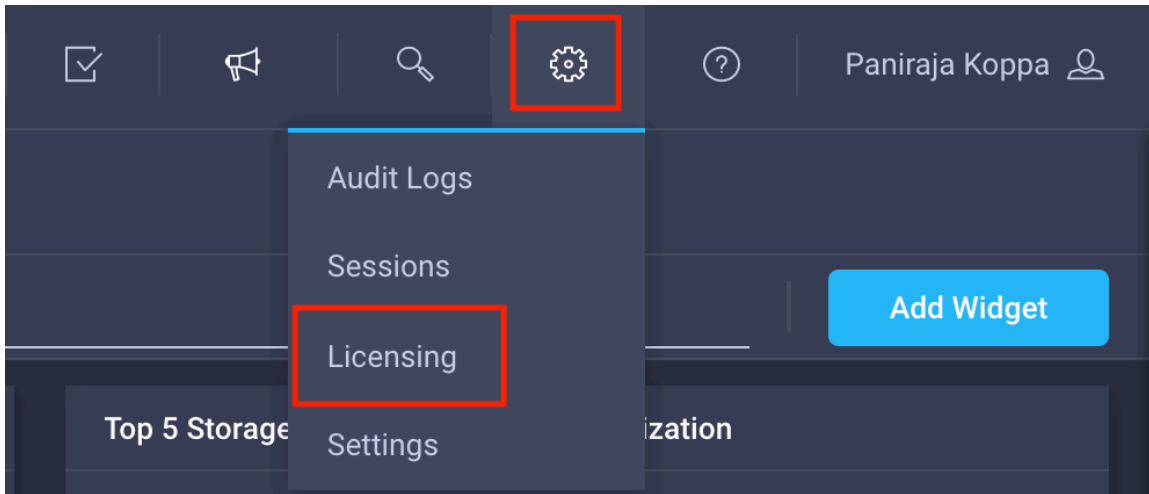 Paniraja Koppa
Audit Logs
Sessions
Add Widget
Licensing
Top 5 Storage ization
Settings